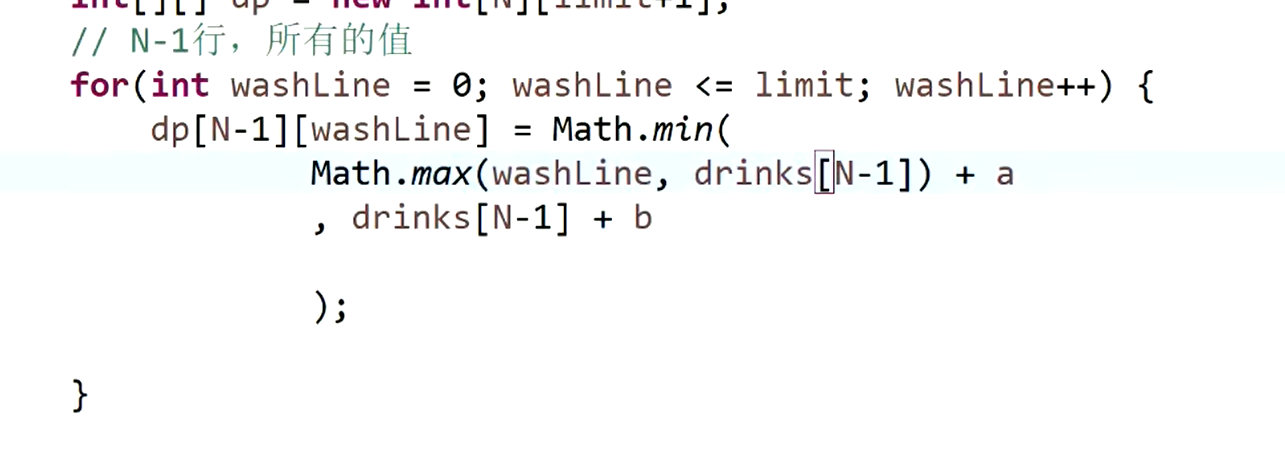 int[][] dp = new int[N][limit+1];
// N-1行，所有的值
for(int washLine = 0; washLine <= limit; washLine++) {
dp[N-1][washLine] = Math.min(
Math.max(washLine, drinks[N-1]) + a
, drinks[N-1] + b
);
}